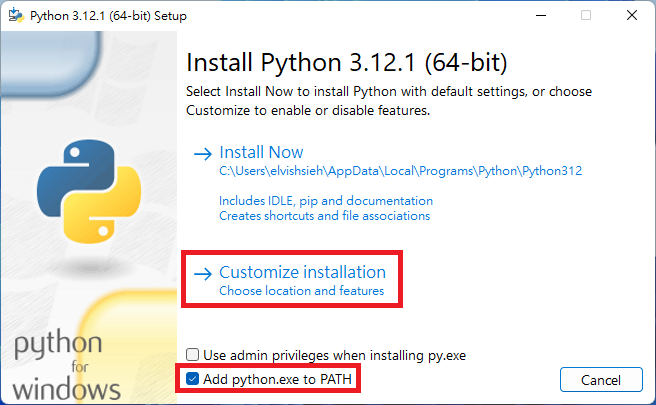 Python 3.12.1 (64-bit) Setup
Install Python 3.12.1 (64-bit)
Select Install Now to install Python with default settings, or choose
Customize to enable or disable features.
Install Now
C:\Users\elvishsieh\AppData\Local\Programs\Python\Python312
Includes IDLE, pip and documentation
Creates shortcuts and file associations
Customize installation
Choose location and features
python
for
windows
Use admin privileges when installing py.exe
Add python.exe to PATH
Cancel